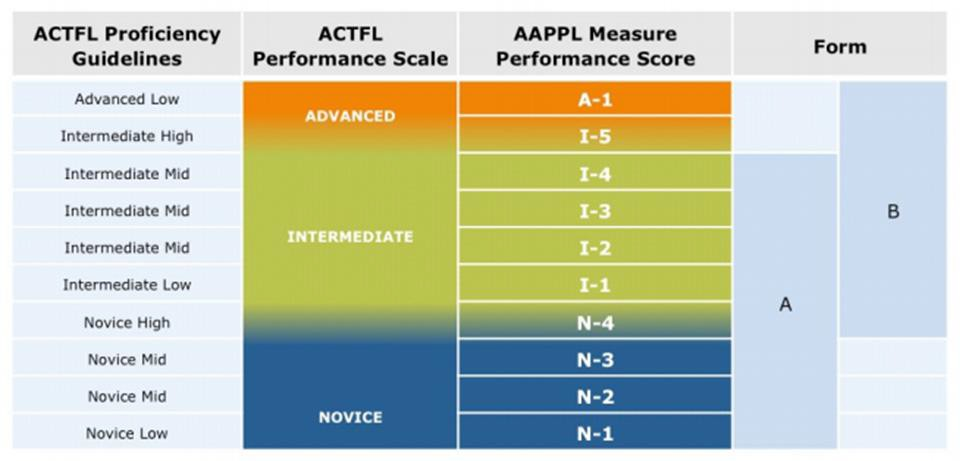 ACTFL Proficiency
Guidelines
ACTFL
Performance Scale
AAPPL Measure
Performance Score
Form
Advanced Low
ADVANCED
A-1
Intermediate High
I-5
Intermediate Mid
I-4
Intermediate Mid
I-3
B
Intermediate Mid
INTERMEDIATE
I-2
Intermediate Low
I-1
A
Novice High
N-4
Novice Mid
N-3
Novice Mid
NOVICE
N-2
Novice Low
N-1